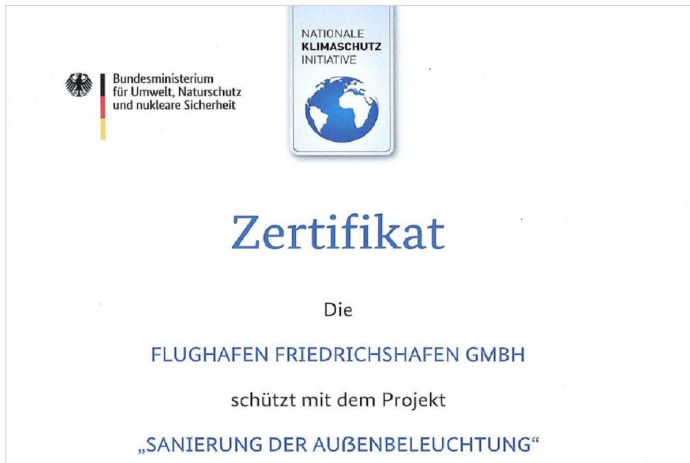 NATIONALE
KLIMASCHUTZ
INITIATIVE
Bundesministerium
für Umwelt, Naturschutz
und nukleare Sicherheit
Zertifikat
Die
FLUGHAFEN FRIEDRICHSHAFEN GMBH
schützt mit dem Projekt
„SANIERUNG DER AUßENBELEUCHTUNG“